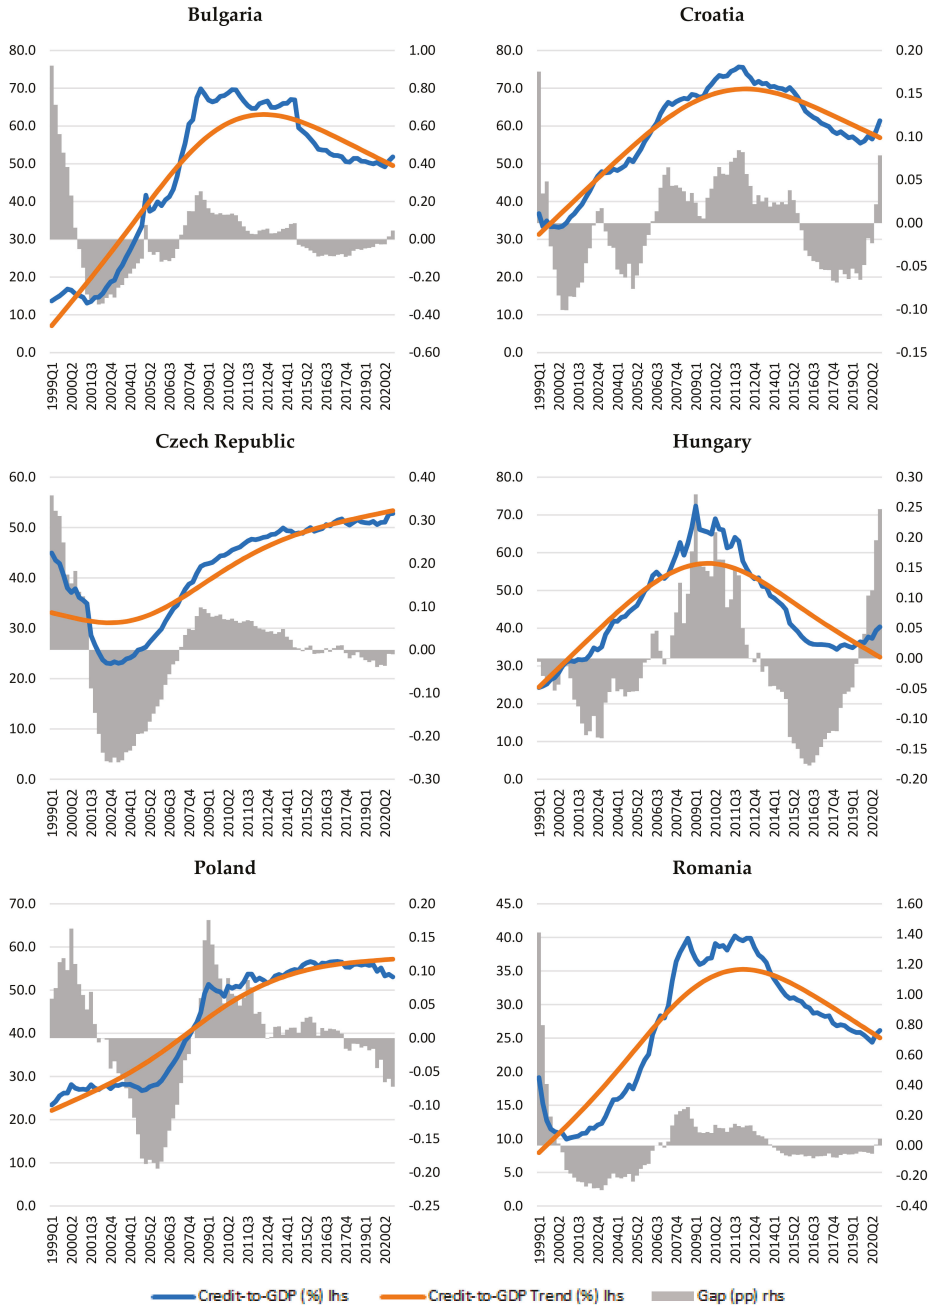 Bulgaria
80.0
70.0
60.0
50.0
40.0
30.0
20.0
10.0
0.0
1.00
0.80
0.60
0.40
0.20
0.00
-0.20
-0.40
-0.60
1999Q1
2000Q2
2001Q3
2002Q4
2004Q1
2005Q2
2006Q3
2007Q4
2009Q1
2010Q2
2011Q3
2012Q4
2014Q1
2015Q2
2016Q3
2017Q4
2019Q1
2020Q2
Croatia
80.0
70.0
60.0
50.0
40.0
30.0
20.0
10.0
0.0
0.20
0.15
0.10
0.05
0.00
-0.05
-0.10
-0.15
1999Q1
2000Q2
2001Q3
2002Q4
2004Q1
2005Q2
2006Q3
2007Q4
2009Q1
2010Q2
2011Q3
2012Q4
2014Q1
2015Q2
2016Q3
2017Q4
2019Q1
2020Q2
Czech Republic
60.0
50.0
40.0
30.0
20.0
10.0
0.0
0.40
0.30
0.20
0.10
0.00
-0.10
-0.20
-0.30
1999Q1
2000Q2
2001Q3
2002Q4
2004Q1
2005Q2
2006Q3
2007Q4
2009Q1
2010Q2
2011Q3
2012Q4
2014Q1
2015Q2
2016Q3
2017Q4
2019Q1
2020Q2
Hungary
80.0
70.0
60.0
50.0
40.0
30.0
20.0
10.0
0.0
0.30
0.25
0.20
0.15
0.10
0.05
0.00
-0.05
-0.10
-0.15
-0.20
1999Q1
2000Q2
2001Q3
2002Q4
2004Q1
2005Q2
2006Q3
2007Q4
2009Q1
2010Q2
2011Q3
2012Q4
2014Q1
2015Q2
2016Q3
2017Q4
2019Q1
2020Q2
Poland
70.0
60.0
50.0
40.0
30.0
20.0
10.0
0.0
0.20
0.15
0.10
0.05
0.00
-0.05
-0.10
-0.15
-0.20
-0.25
1999Q1
2000Q2
2001Q3
2002Q4
2004Q1
2005Q2
2006Q3
2007Q4
2009Q1
2010Q2
2011Q3
2012Q4
2014Q1
2015Q2
2016Q3
2017Q4
2019Q1
2020Q2
Romania
45.0
40.0
35.0
30.0
25.0
20.0
15.0
10.0
5.0
0.0
1.60
1.40
1.20
1.00
0.80
0.60
0.40
0.20
0.00
-0.20
-0.40
1999Q1
2000Q2
2001Q3
2002Q4
2004Q1
2005Q2
2006Q3
2007Q4
2009Q1
2010Q2
2011Q3
2012Q4
2014Q1
2015Q2
2016Q3
2017Q4
2019Q1
2020Q2
Credit-to-GDP (%) lhs
Credit-to-GDP Trend (%) lhs
Gap (pp) rhs